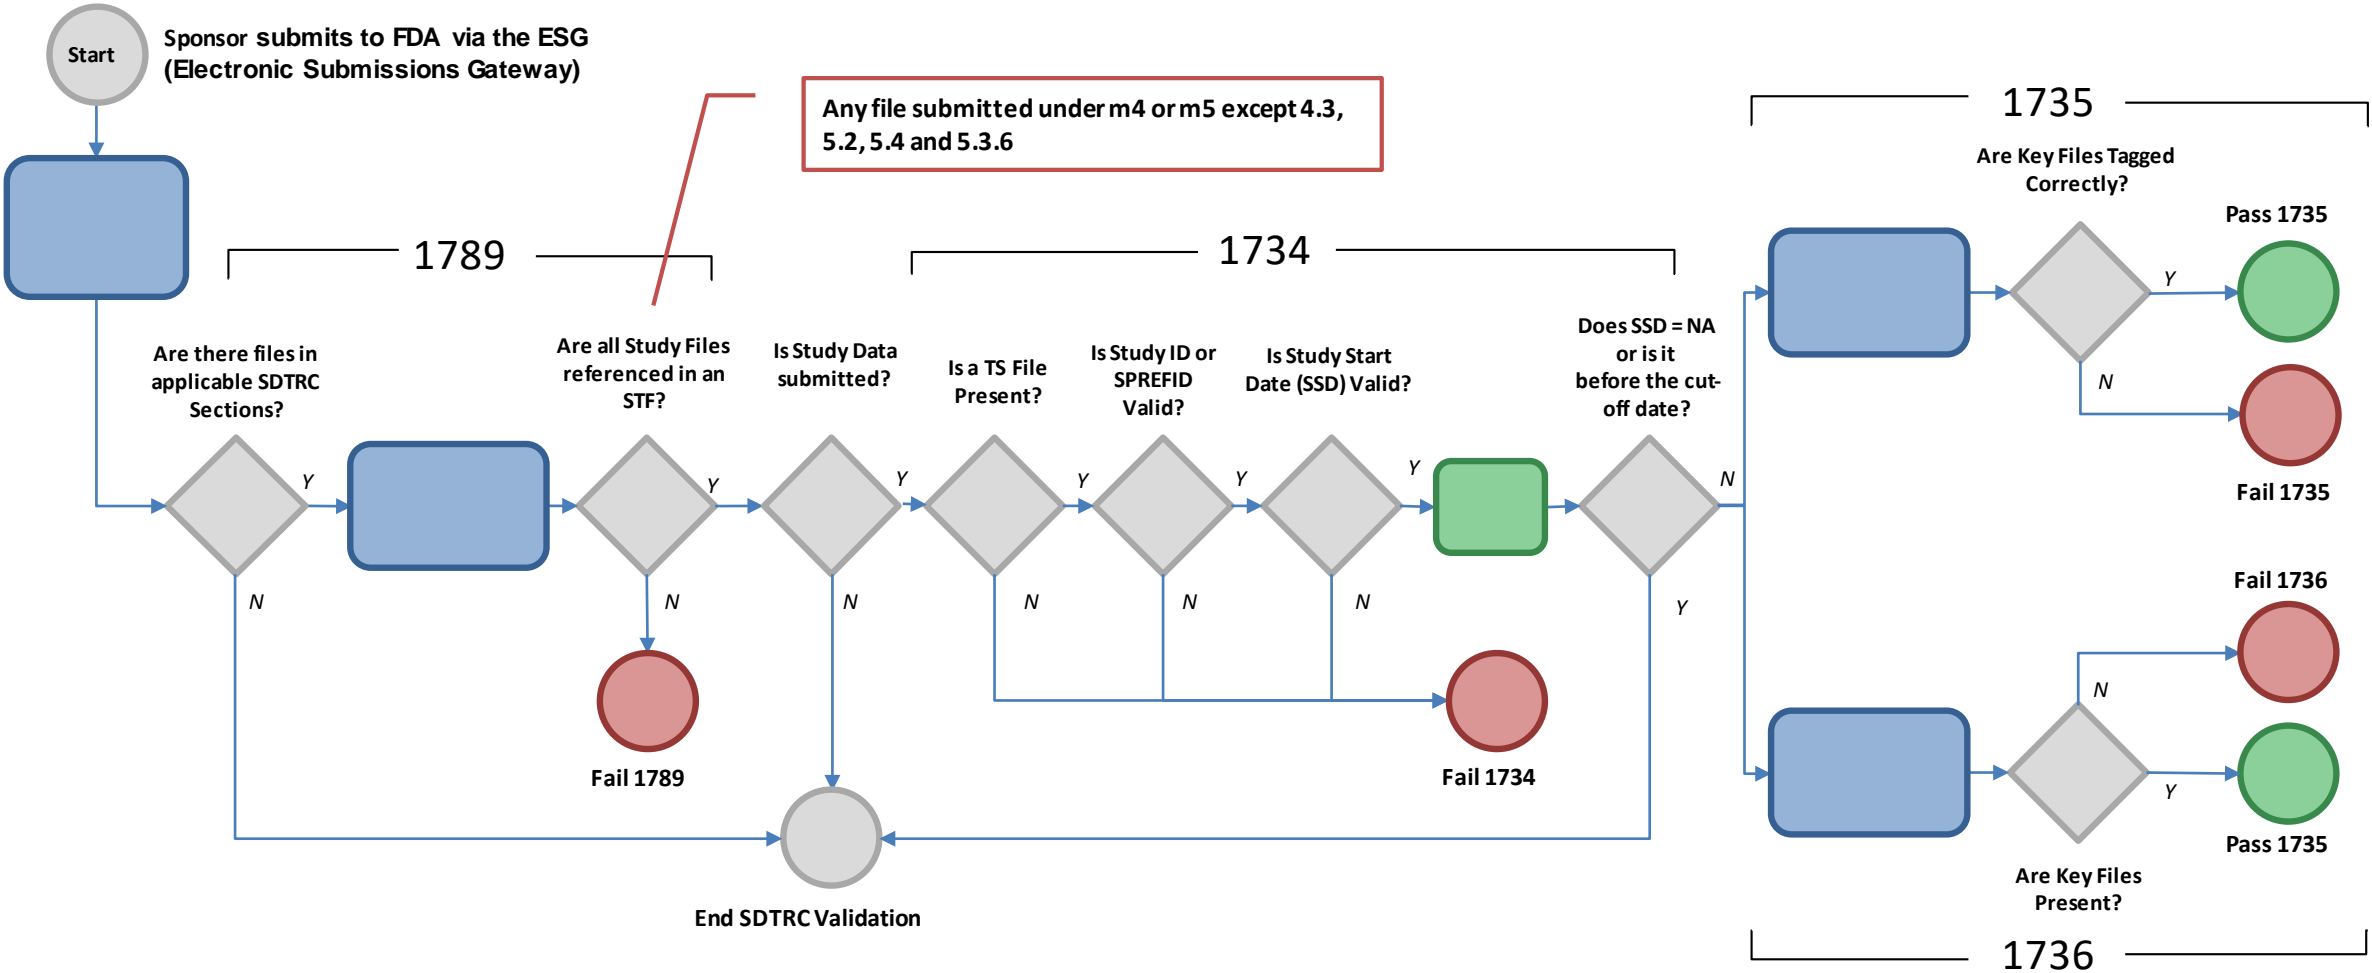 Start
Sponsor submits to FDA via the ESG
(Electronic Submissions Gateway)
Any file submitted under m4 or m5 except 4.3,
5.2, 5.4 and 5.3.6
1789
1734
1735
Are there files in
applicable SDTRC
Sections?
Y
N
Are all Study Files
referenced in an
STF?
Y
N
Fail 1789
Is Study Data
submitted?
Y
N
End SDTRC Validation
Is a TS File
Present?
Y
N
Is Study ID or
SPREFID
Valid?
Y
N
Is Study Start
Date (SSD) Valid?
Y
N
Fail 1734
Does SSD = NA
or is it
before the cut-
off date?
N
Y
Are Key Files Tagged
Correctly?
Y
Pass 1735
N
Fail 1735
Fail 1736
N
Y
Pass 1735
Are Key Files
Present?
1736